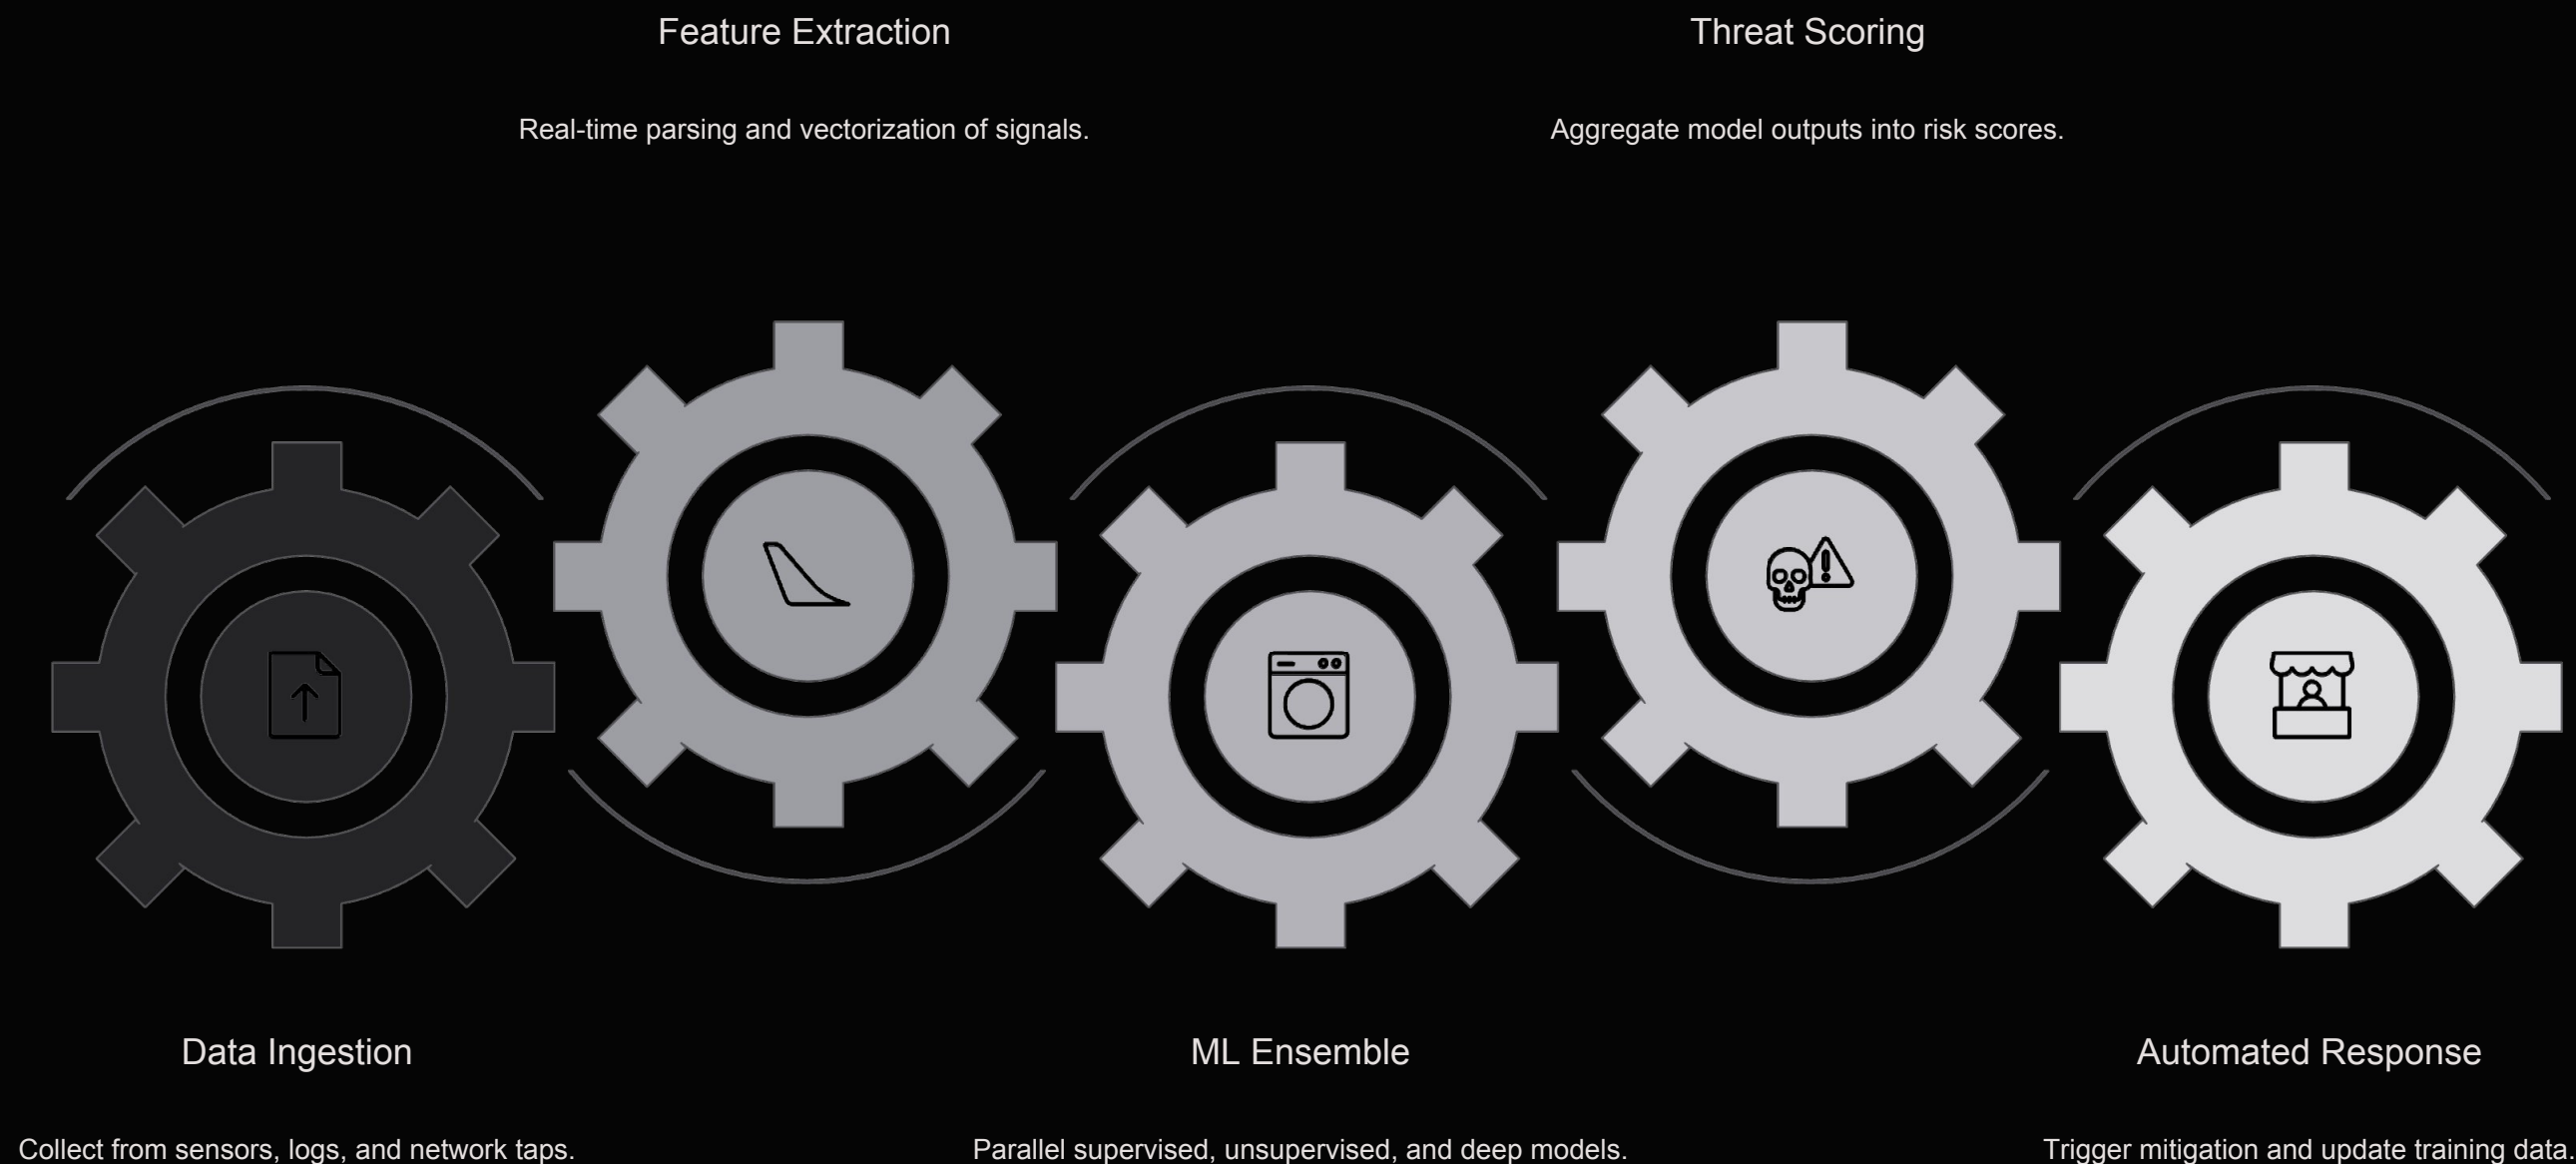 Feature Extraction
Real-time parsing and vectorization of signals.
Threat Scoring
Aggregate model outputs into risk scores.
Data Ingestion
Collect from sensors, logs, and network taps.
ML Ensemble
Parallel supervised, unsupervised, and deep models.
Automated Response
Trigger mitigation and update training data.